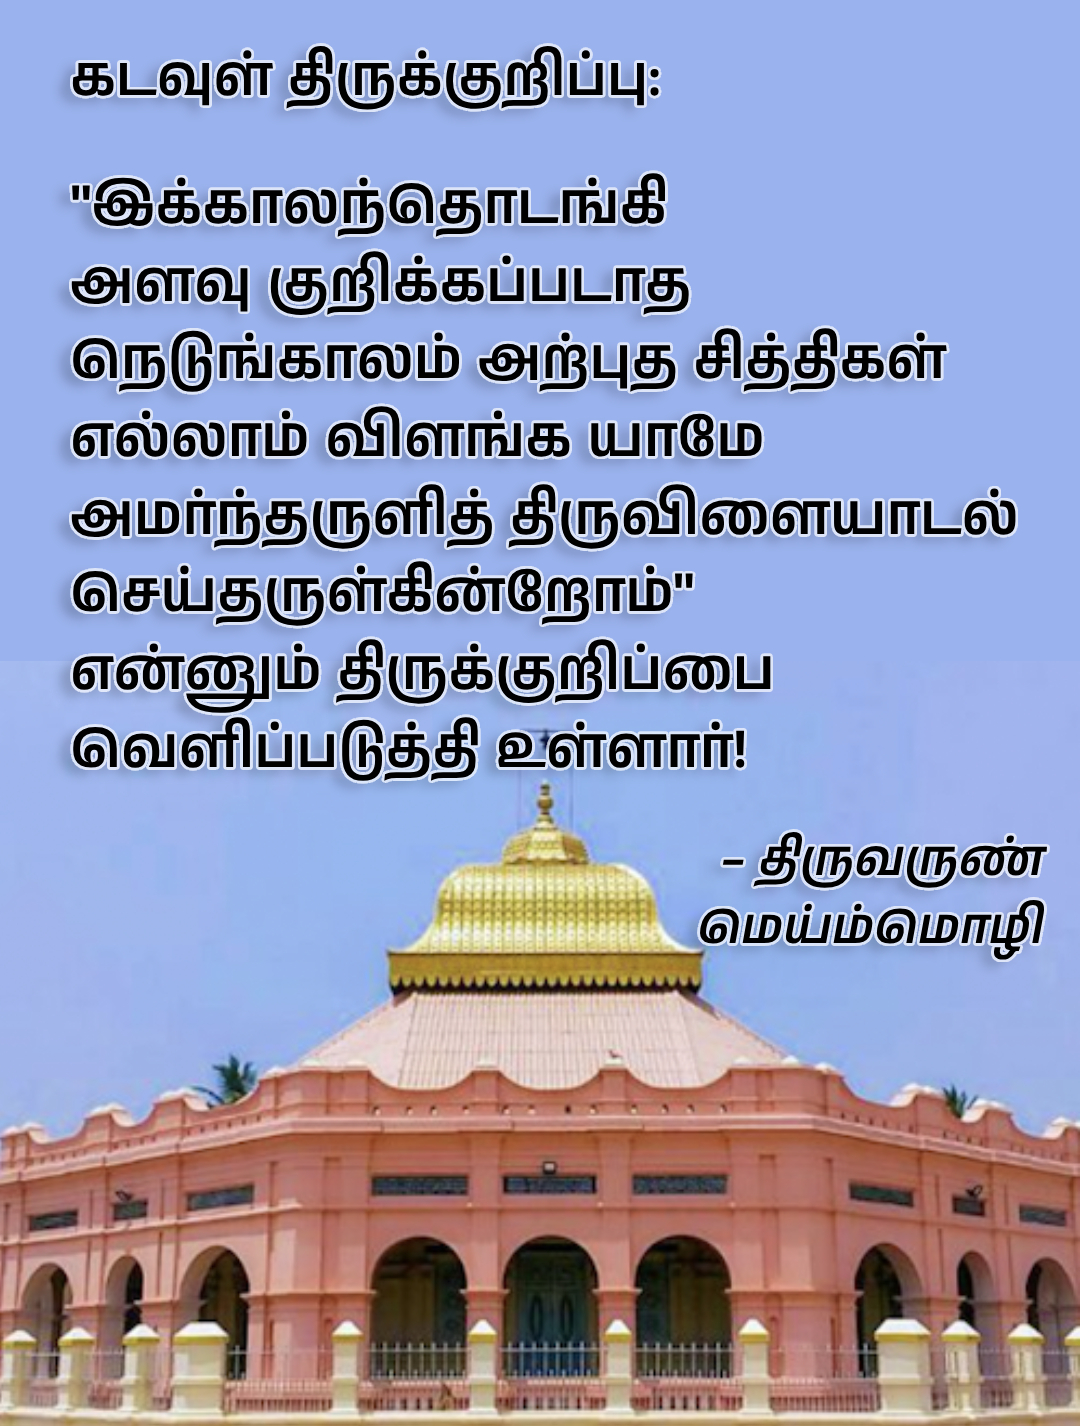 கடவுள் திருக்குறிப்பு:
"இக்காலந்தொடங்கி
அளவு குறிக்கப்படாத
நெடுங்காலம் அற்புத சித்திகள்
எல்லாம் விளங்க யாமே
அமர்ந்தருளித் திருவிளையாடல்
செய்தருள்கின்றோம்"
என்னும் திருக்குறிப்பை
வெளிப்படுத்தி உள்ளார்!
– திருவருண்
மெய்ம்மொழி